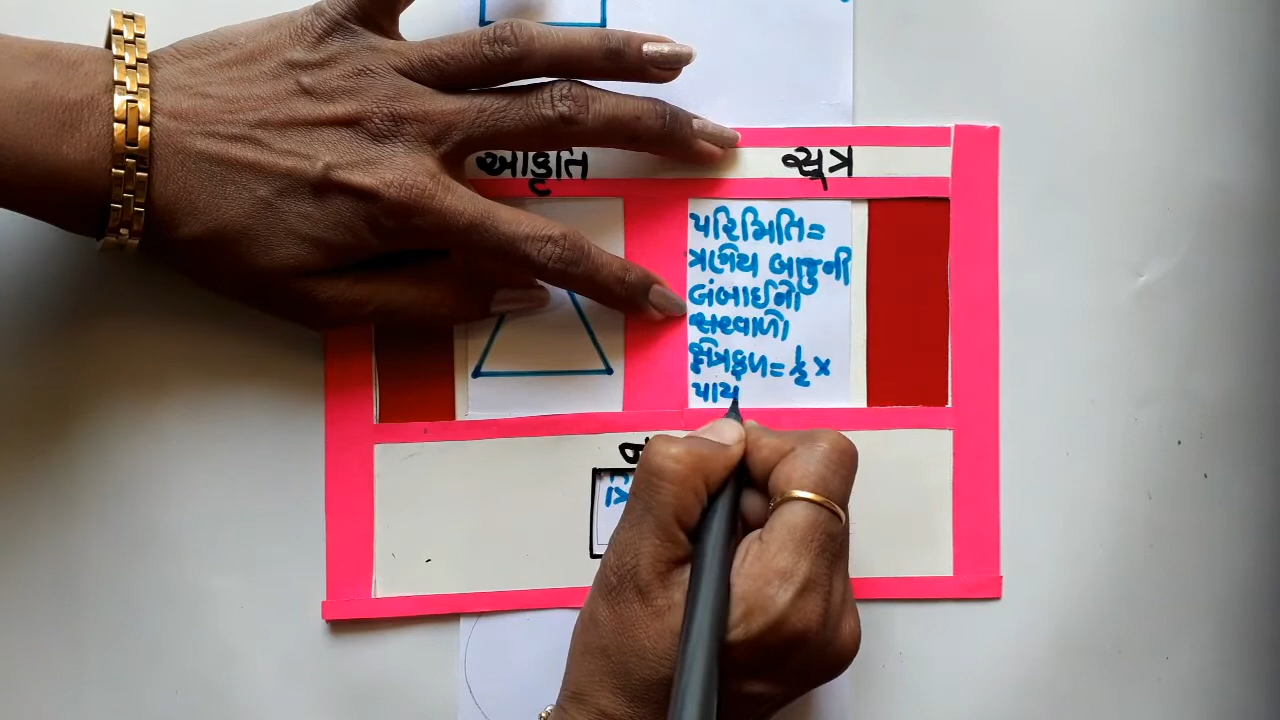 આકૃતિ
સૂત્ર
પરિમિતિ=
ત્રણેય બાજુની
લંબાઈનો
સરવાળો
ક્ષેત્રફળ= ½ ×
પાય